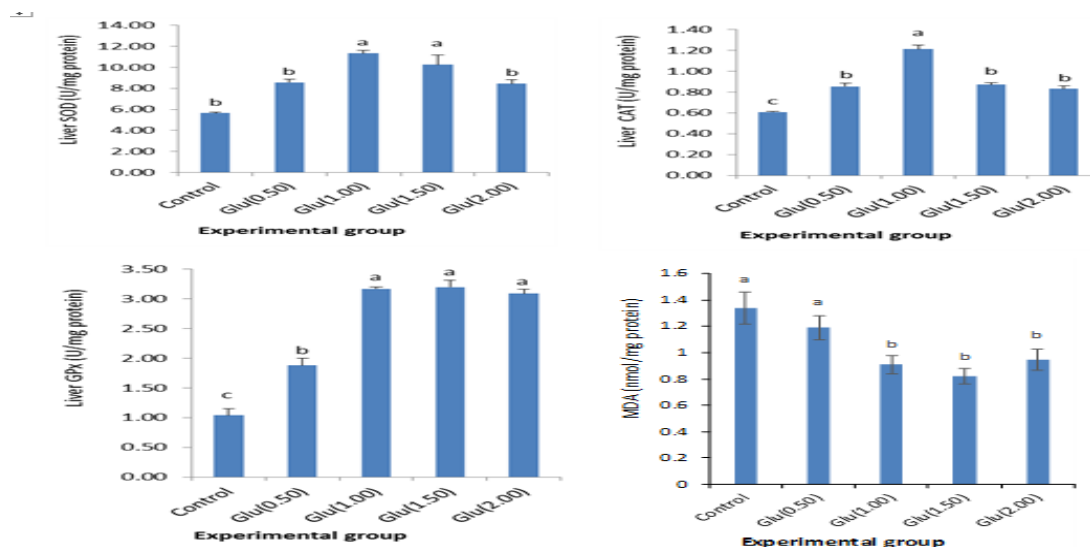 Liver SOD (U/mg protein)
14.00
12.00
10.00
8.00
6.00
4.00
2.00
0.00
b
b
a
a
b
Control
Glu(0.50)
Glu(1.00)
Glu(1.50)
Glu(2.00)
Experimental group
Liver CAT (U/mg protein)
1.40
1.20
1.00
0.80
0.60
0.40
0.20
0.00
c
b
a
b
b
Control
Glu(0.50)
Glu(1.00)
Glu(1.50)
Glu(2.00)
Experimental group
Liver GPx (U/mg protein)
3.50
3.00
2.50
2.00
1.50
1.00
0.50
0.00
c
b
a
a
a
Control
Glu(0.50)
Glu(1.00)
Glu(1.50)
Glu(2.00)
Experimental group
MDA (nmol/mg protein)
1.6
1.4
1.2
1
0.8
0.6
0.4
0.2
0
a
a
b
b
b
Control
Glu(0.50)
Glu(1.00)
Glu(1.50)
Glu(2.00)
Experimental group